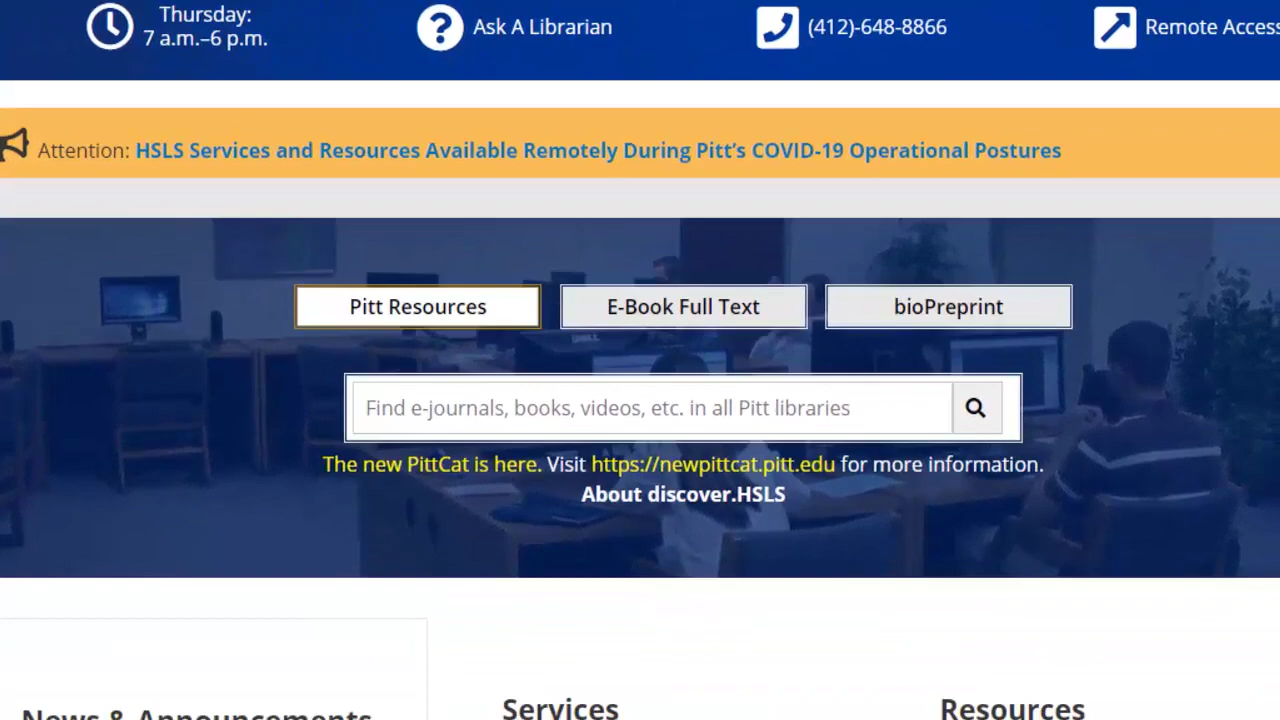 Thursday:
7 a.m.–6 p.m.
Ask A Librarian
(412)-648-8866
Remote Access
Attention: HSLS Services and Resources Available Remotely During Pitt's COVID-19 Operational Postures
Pitt Resources
E-Book Full Text
bioPreprint
Find e-journals, books, videos, etc. in all Pitt libraries
The new PittCat is here. Visit https://newpittcat.pitt.edu for more information.
About discover.HSLS
News & Announcements
Services
Resources